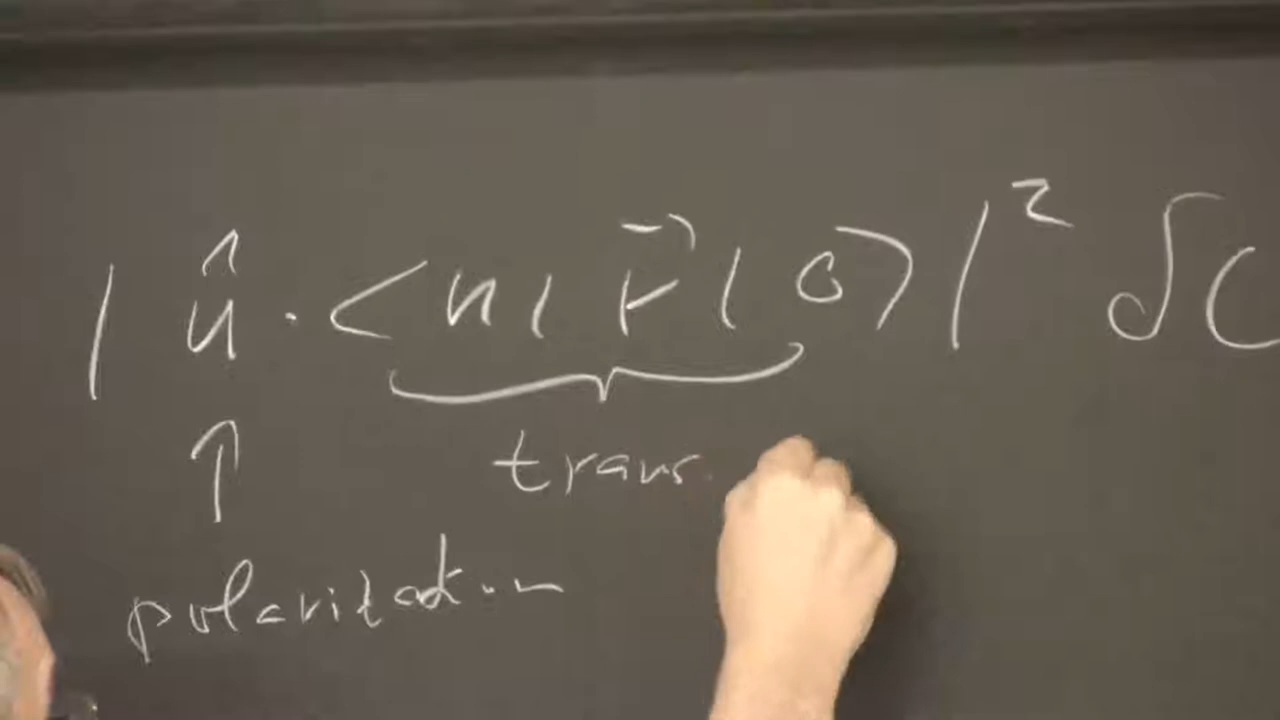 | û · <n| r⃗ |0>|² δ(
↑
trans.
polarization